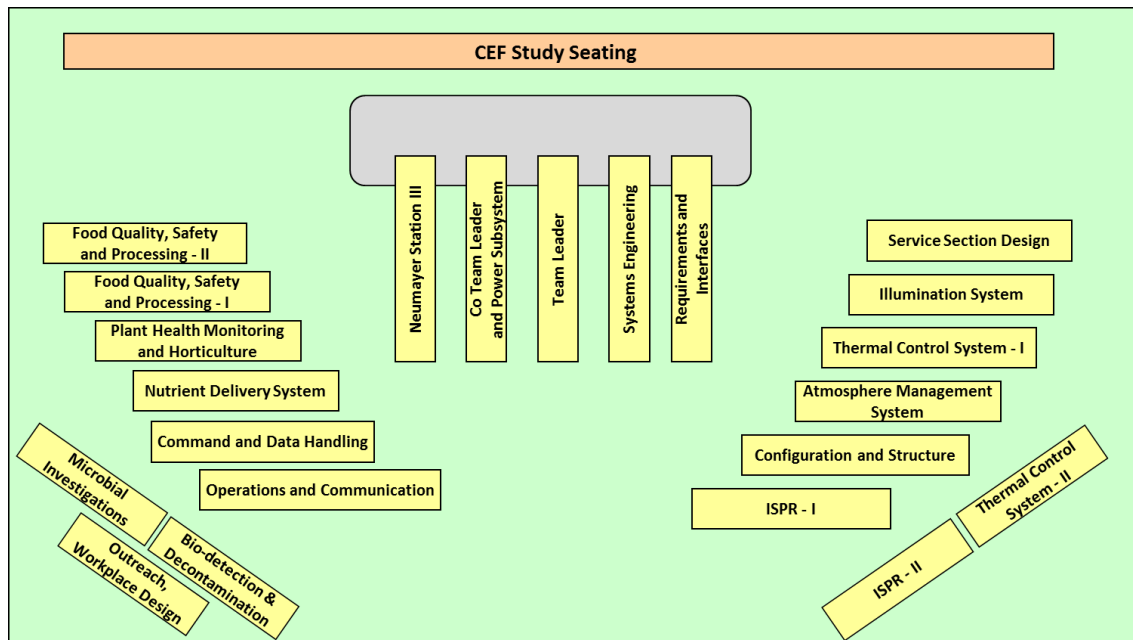 CEF Study Seating
Neumayer Station III
Co Team Leader
and Power Subsystem
Team Leader
Systems Engineering
Requirements and
Interfaces
Food Quality, Safety
and Processing - II
Food Quality, Safety
and Processing - I
Plant Health Monitoring
and Horticulture
Nutrient Delivery System
Command and Data Handling
Operations and Communication
Microbial
Investigations
Bio-detection &
Decontamination
Outreach,
Workplace Design
Service Section Design
Illumination System
Thermal Control System - I
Atmosphere Management
System
Configuration and Structure
ISPR - I
Thermal Control
System - II
ISPR - II